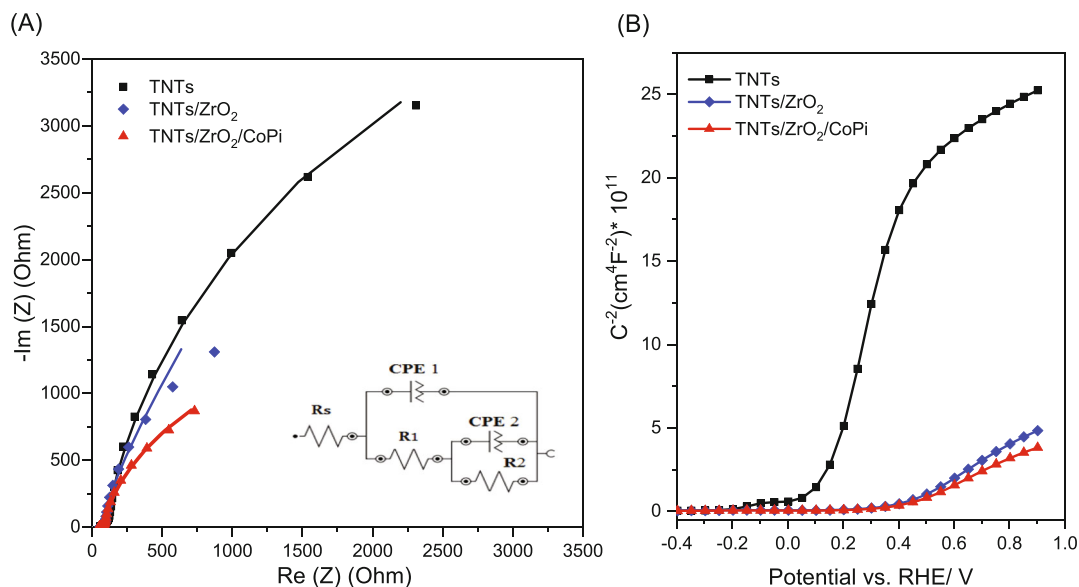 (A)
3500
3000
2500
2000
1500
1000
500
0
-Im (Z) (Ohm)
TNTs
TNTs/ZrO₂
TNTs/ZrO₂/CoPi
CPE 1
Rs
CPE 2
R1
R2
0 500 1000 1500 2000 2500 3000 3500
Re (Z) (Ohm)
(B)
25
20
15
10
5
0
C⁻²(cm⁴F⁻²)* 10¹¹
TNTs
TNTs/ZrO₂
TNTs/ZrO₂/CoPi
-0.4 -0.2 0.0 0.2 0.4 0.6 0.8 1.0
Potential vs. RHE/ V